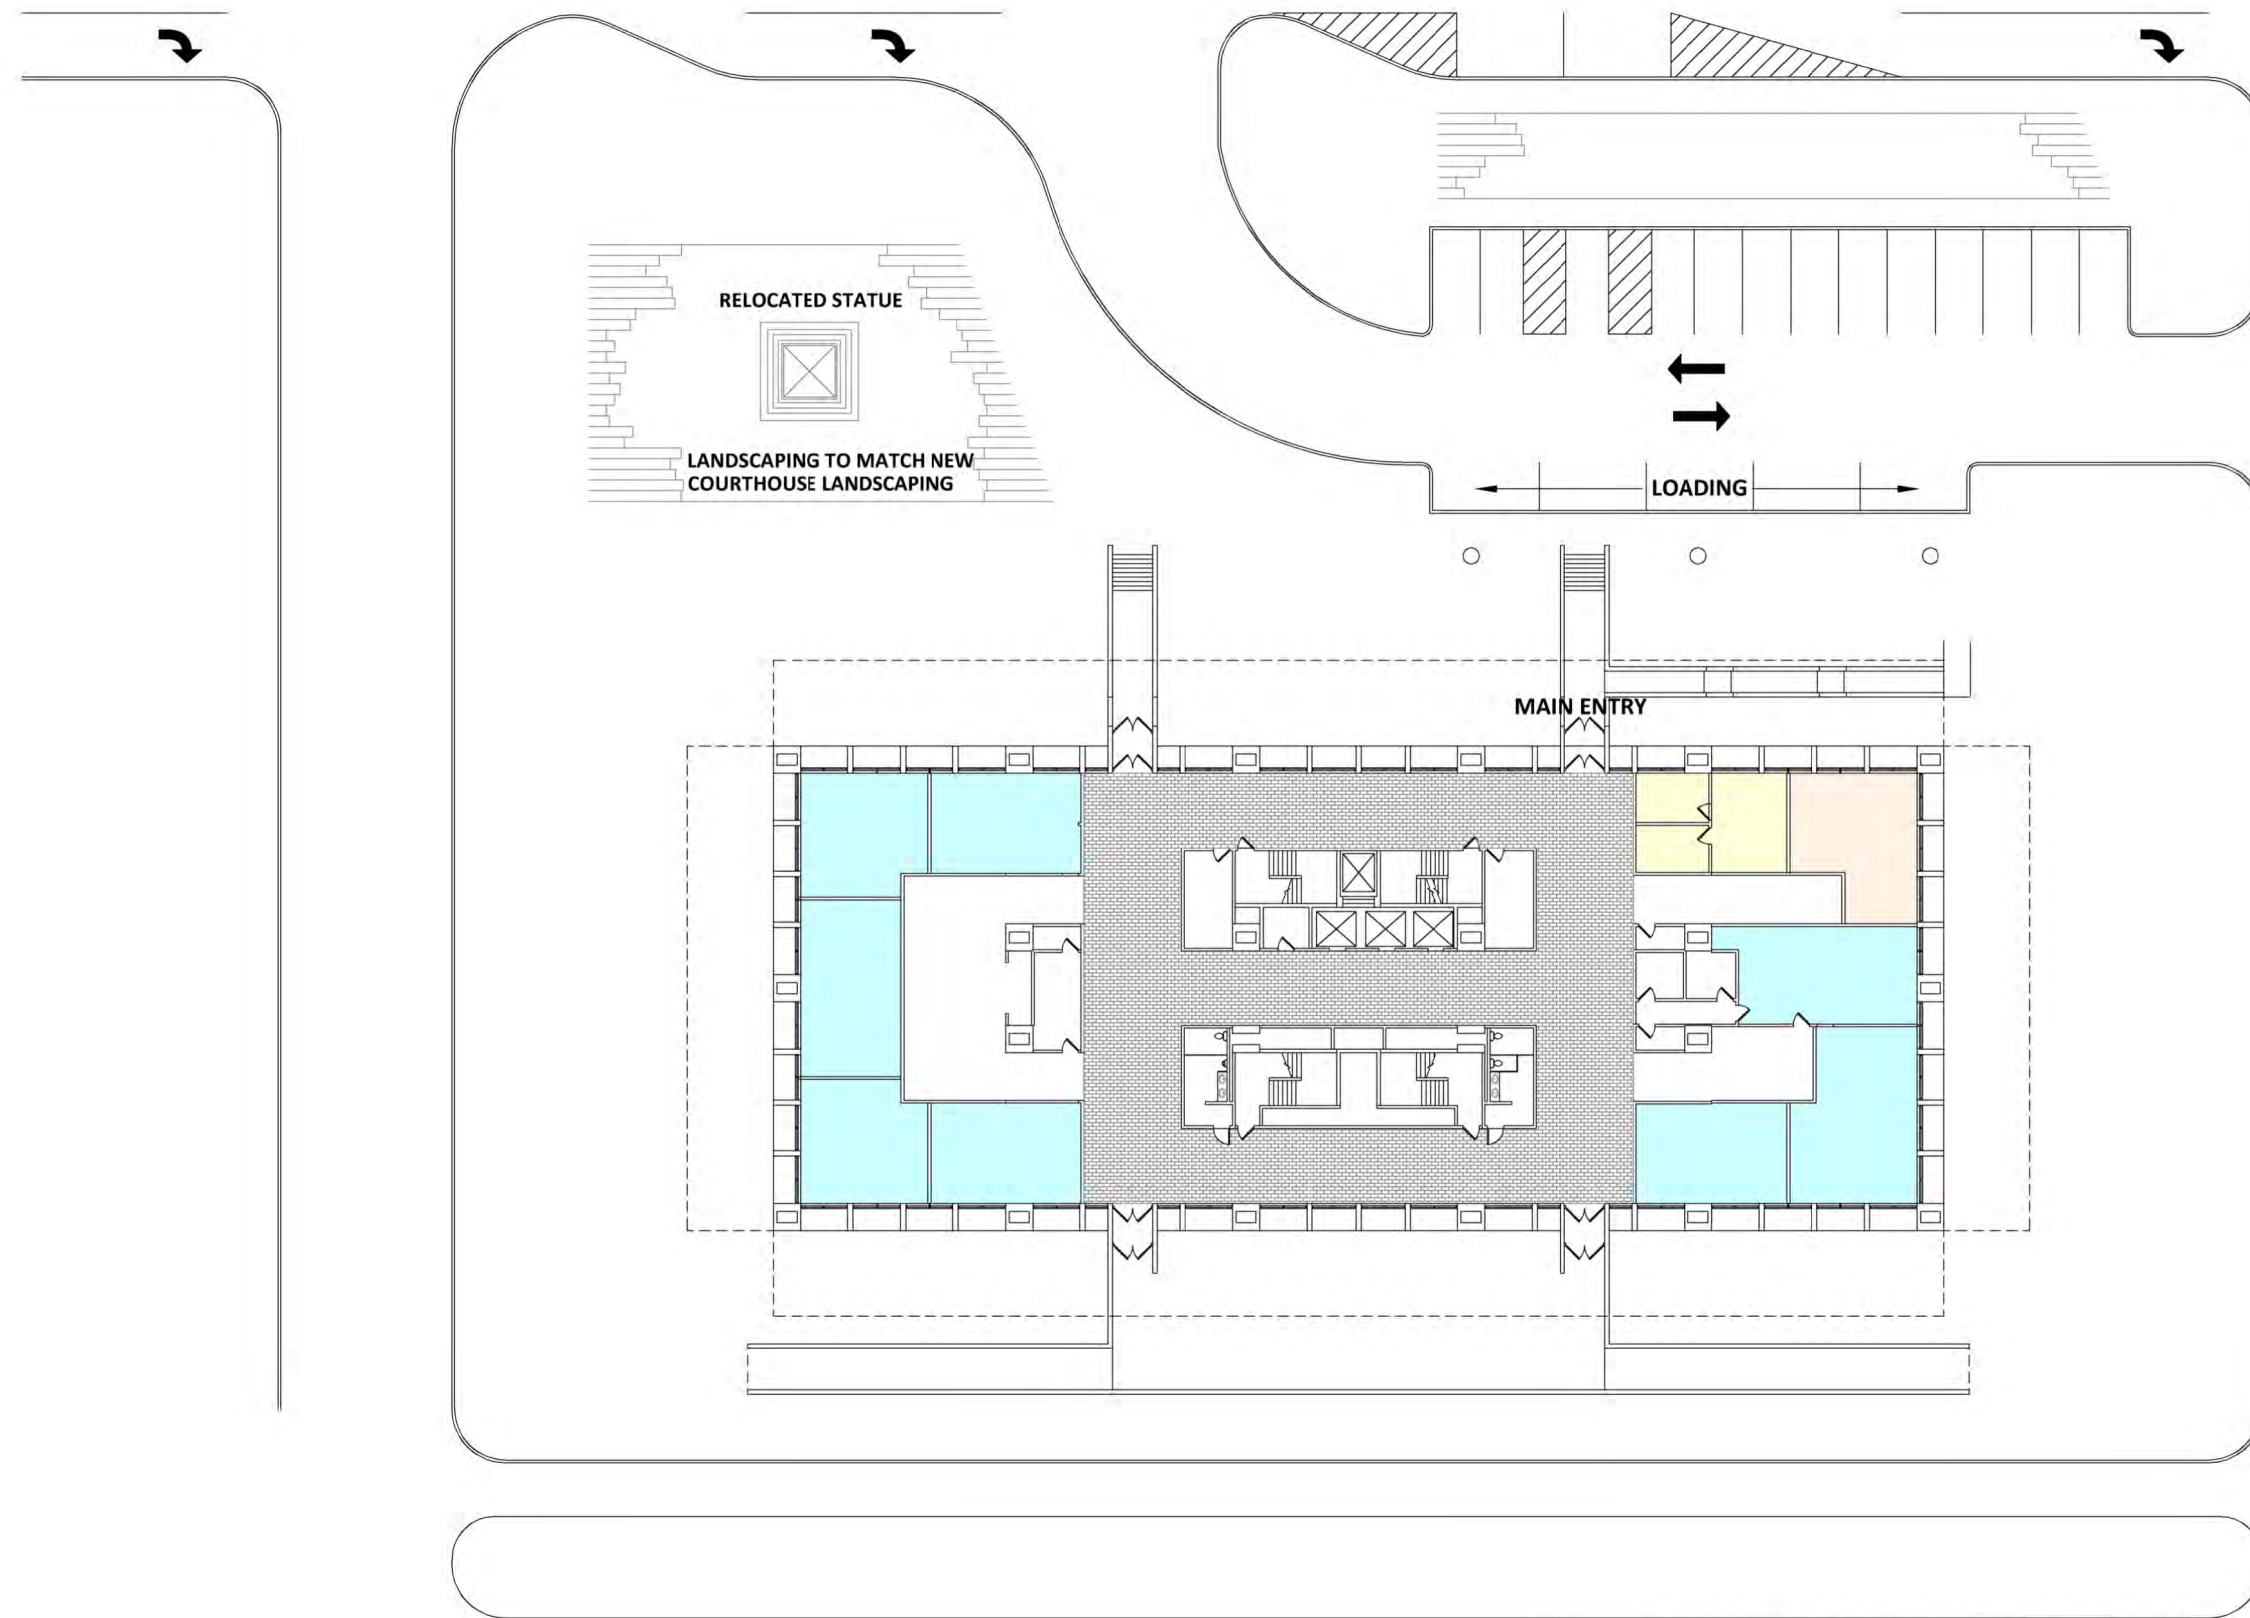 RELOCATED STATUE
LANDSCAPING TO MATCH NEW
COURTHOUSE LANDSCAPING
LOADING
MAIN ENTRY